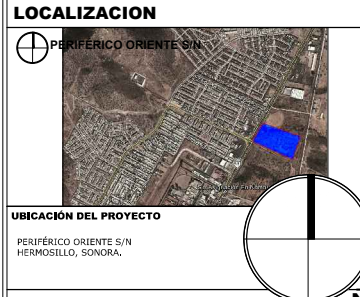 LOCALIZACION
PERIFÉRICO ORIENTE S/N
UBICACIÓN DEL PROYECTO
PERIFÉRICO ORIENTE S/N
HERMOSILLO, SONORA.